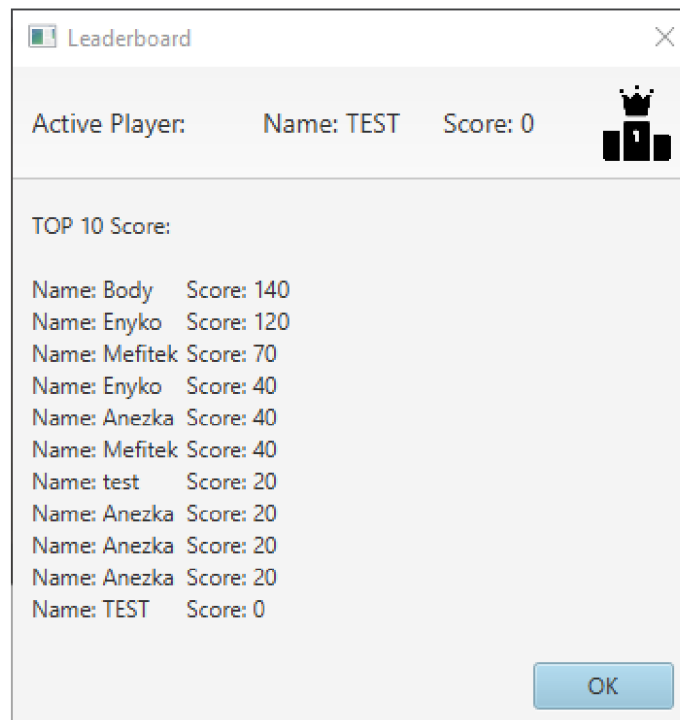 Leaderboard
Active Player: Name: TEST Score: 0
1
TOP 10 Score:
Name: Body Score: 140
Name: Enyko Score: 120
Name: Mefitek Score: 70
Name: Enyko Score: 40
Name: Anezka Score: 40
Name: Mefitek Score: 40
Name: test Score: 20
Name: Anezka Score: 20
Name: Anezka Score: 20
Name: Anezka Score: 20
Name: TEST Score: 0
OK